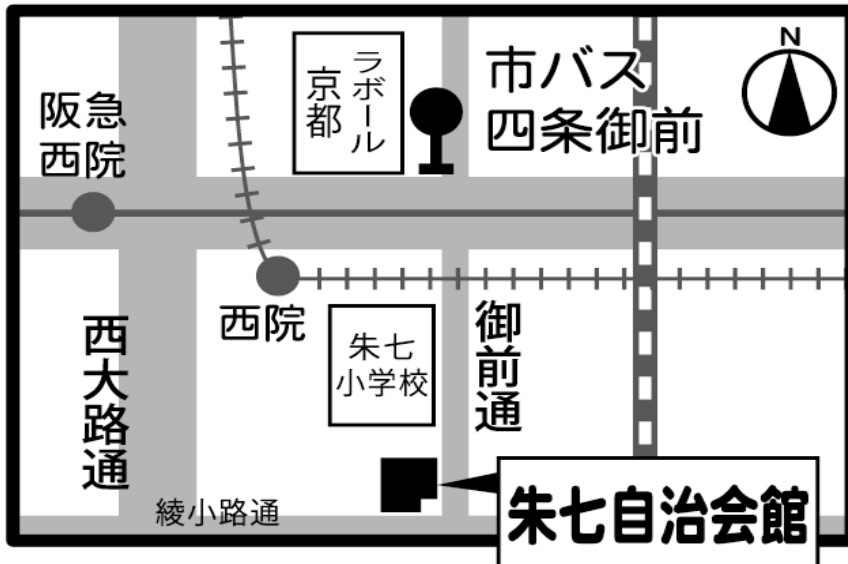 N
阪急
西院
ラボール
京都
市バス
四条御前
西院
朱七
小学校
御前通
西大路通
綾小路通
朱七自治会館